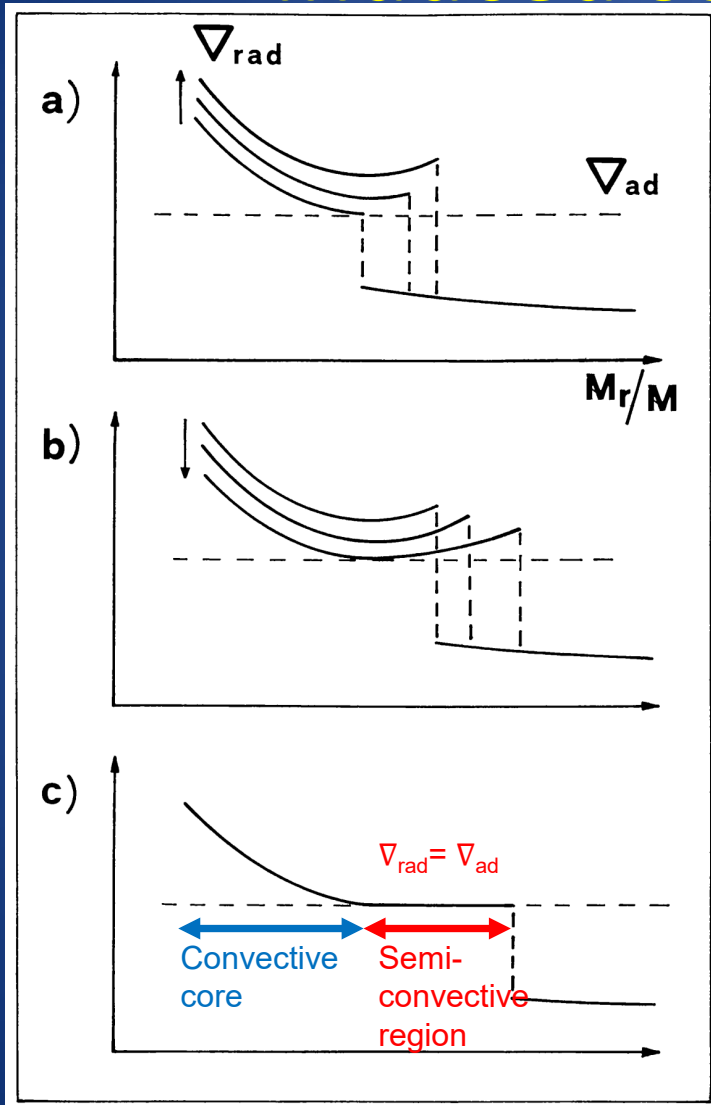 a)
∇rad
∇ad
Mr/M
b)
c)
∇rad= ∇ad
Convective
core
Semi-
convective
region